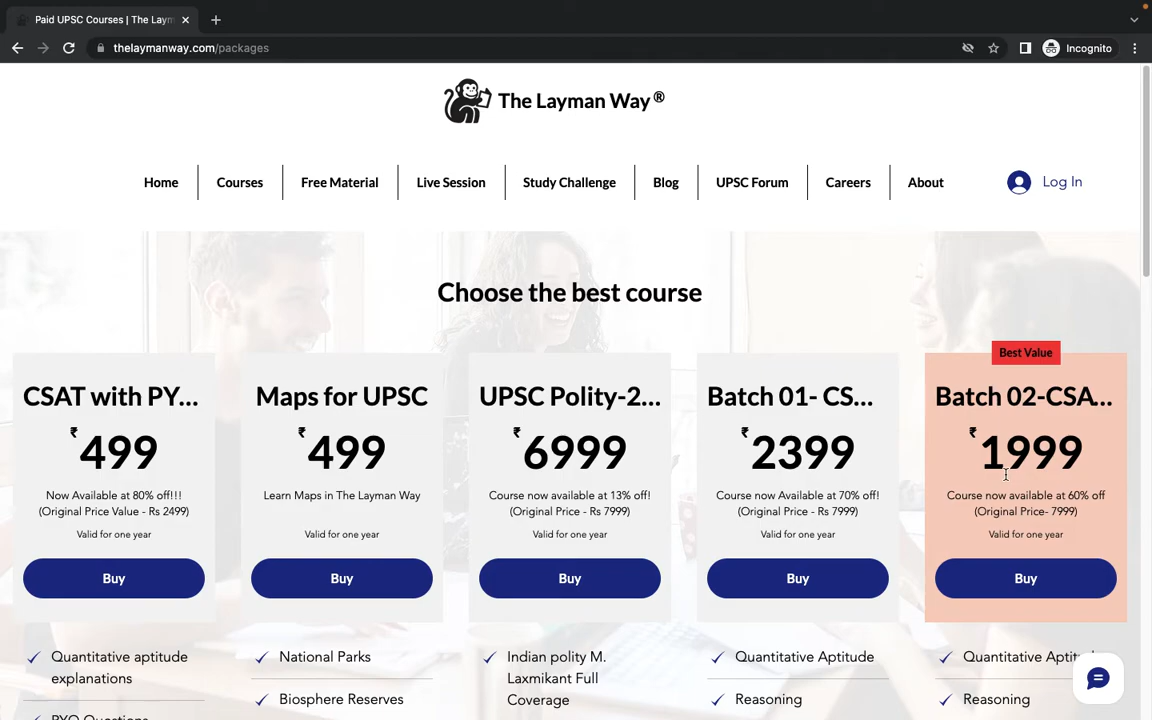 Paid UPSC Courses | The Laym
thelaymanway.com/packages
Incognito
The Layman Way ®
Home
Courses
Free Material
Live Session
Study Challenge
Blog
UPSC Forum
Careers
About
Log In
Choose the best course
CSAT with PY...
₹499
Now Available at 80% off!!!
(Original Price Value - Rs 2499)
Valid for one year
Buy
Quantitative aptitude
explanations
PYQ Questions
Maps for UPSC
₹499
Learn Maps in The Layman Way
Valid for one year
Buy
National Parks
Biosphere Reserves
UPSC Polity-2...
₹6999
Course now available at 13% off!
(Original Price - Rs 7999)
Valid for one year
Buy
Indian polity M.
Laxmikant Full
Coverage
Batch 01- CS...
₹2399
Course now Available at 70% off!
(Original Price - Rs 7999)
Valid for one year
Buy
Quantitative Aptitude
Reasoning
Best Value
Batch 02-CSA...
₹1999
Course now available at 60% off
(Original Price- 7999)
Valid for one year
Buy
Quantitative Aptitude
Reasoning